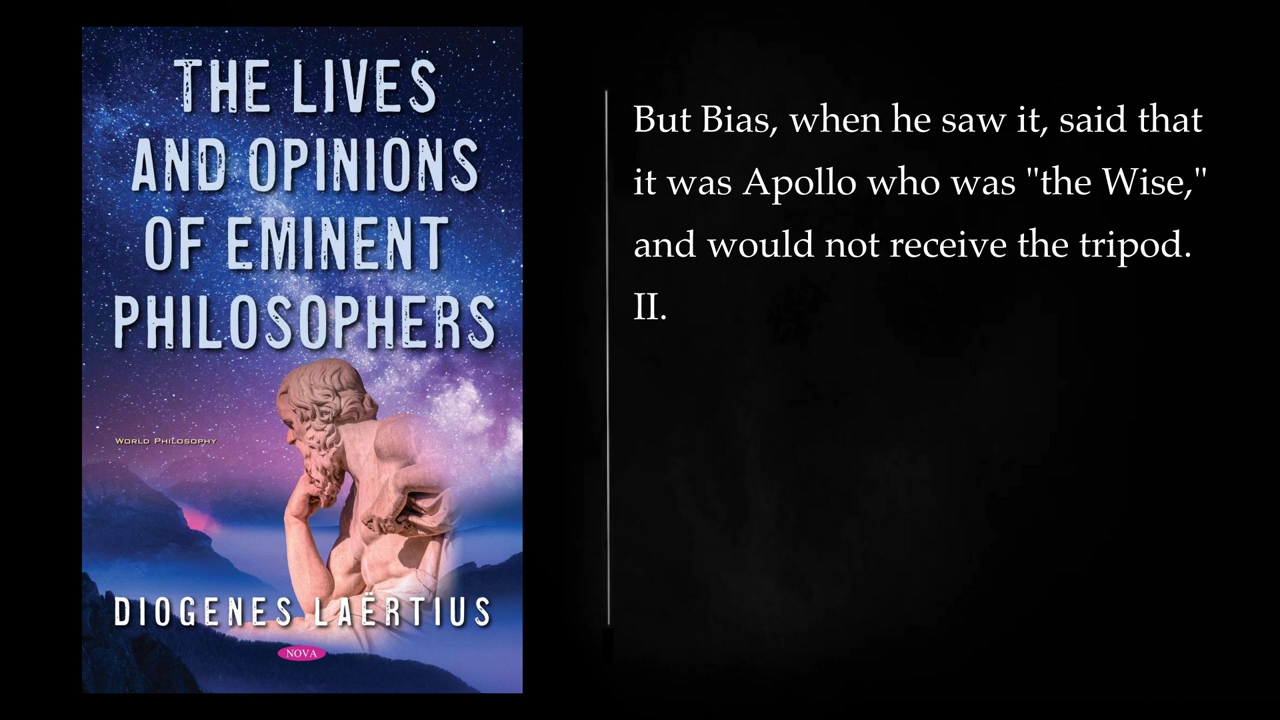 THE LIVES
AND OPINIONS
OF EMINENT
PHILOSOPHERS
WORLD PHILOSOPHY
DIOGENES LAËRTIUS
NOVA
But Bias, when he saw it, said that
it was Apollo who was "the Wise,"
and would not receive the tripod.
II.